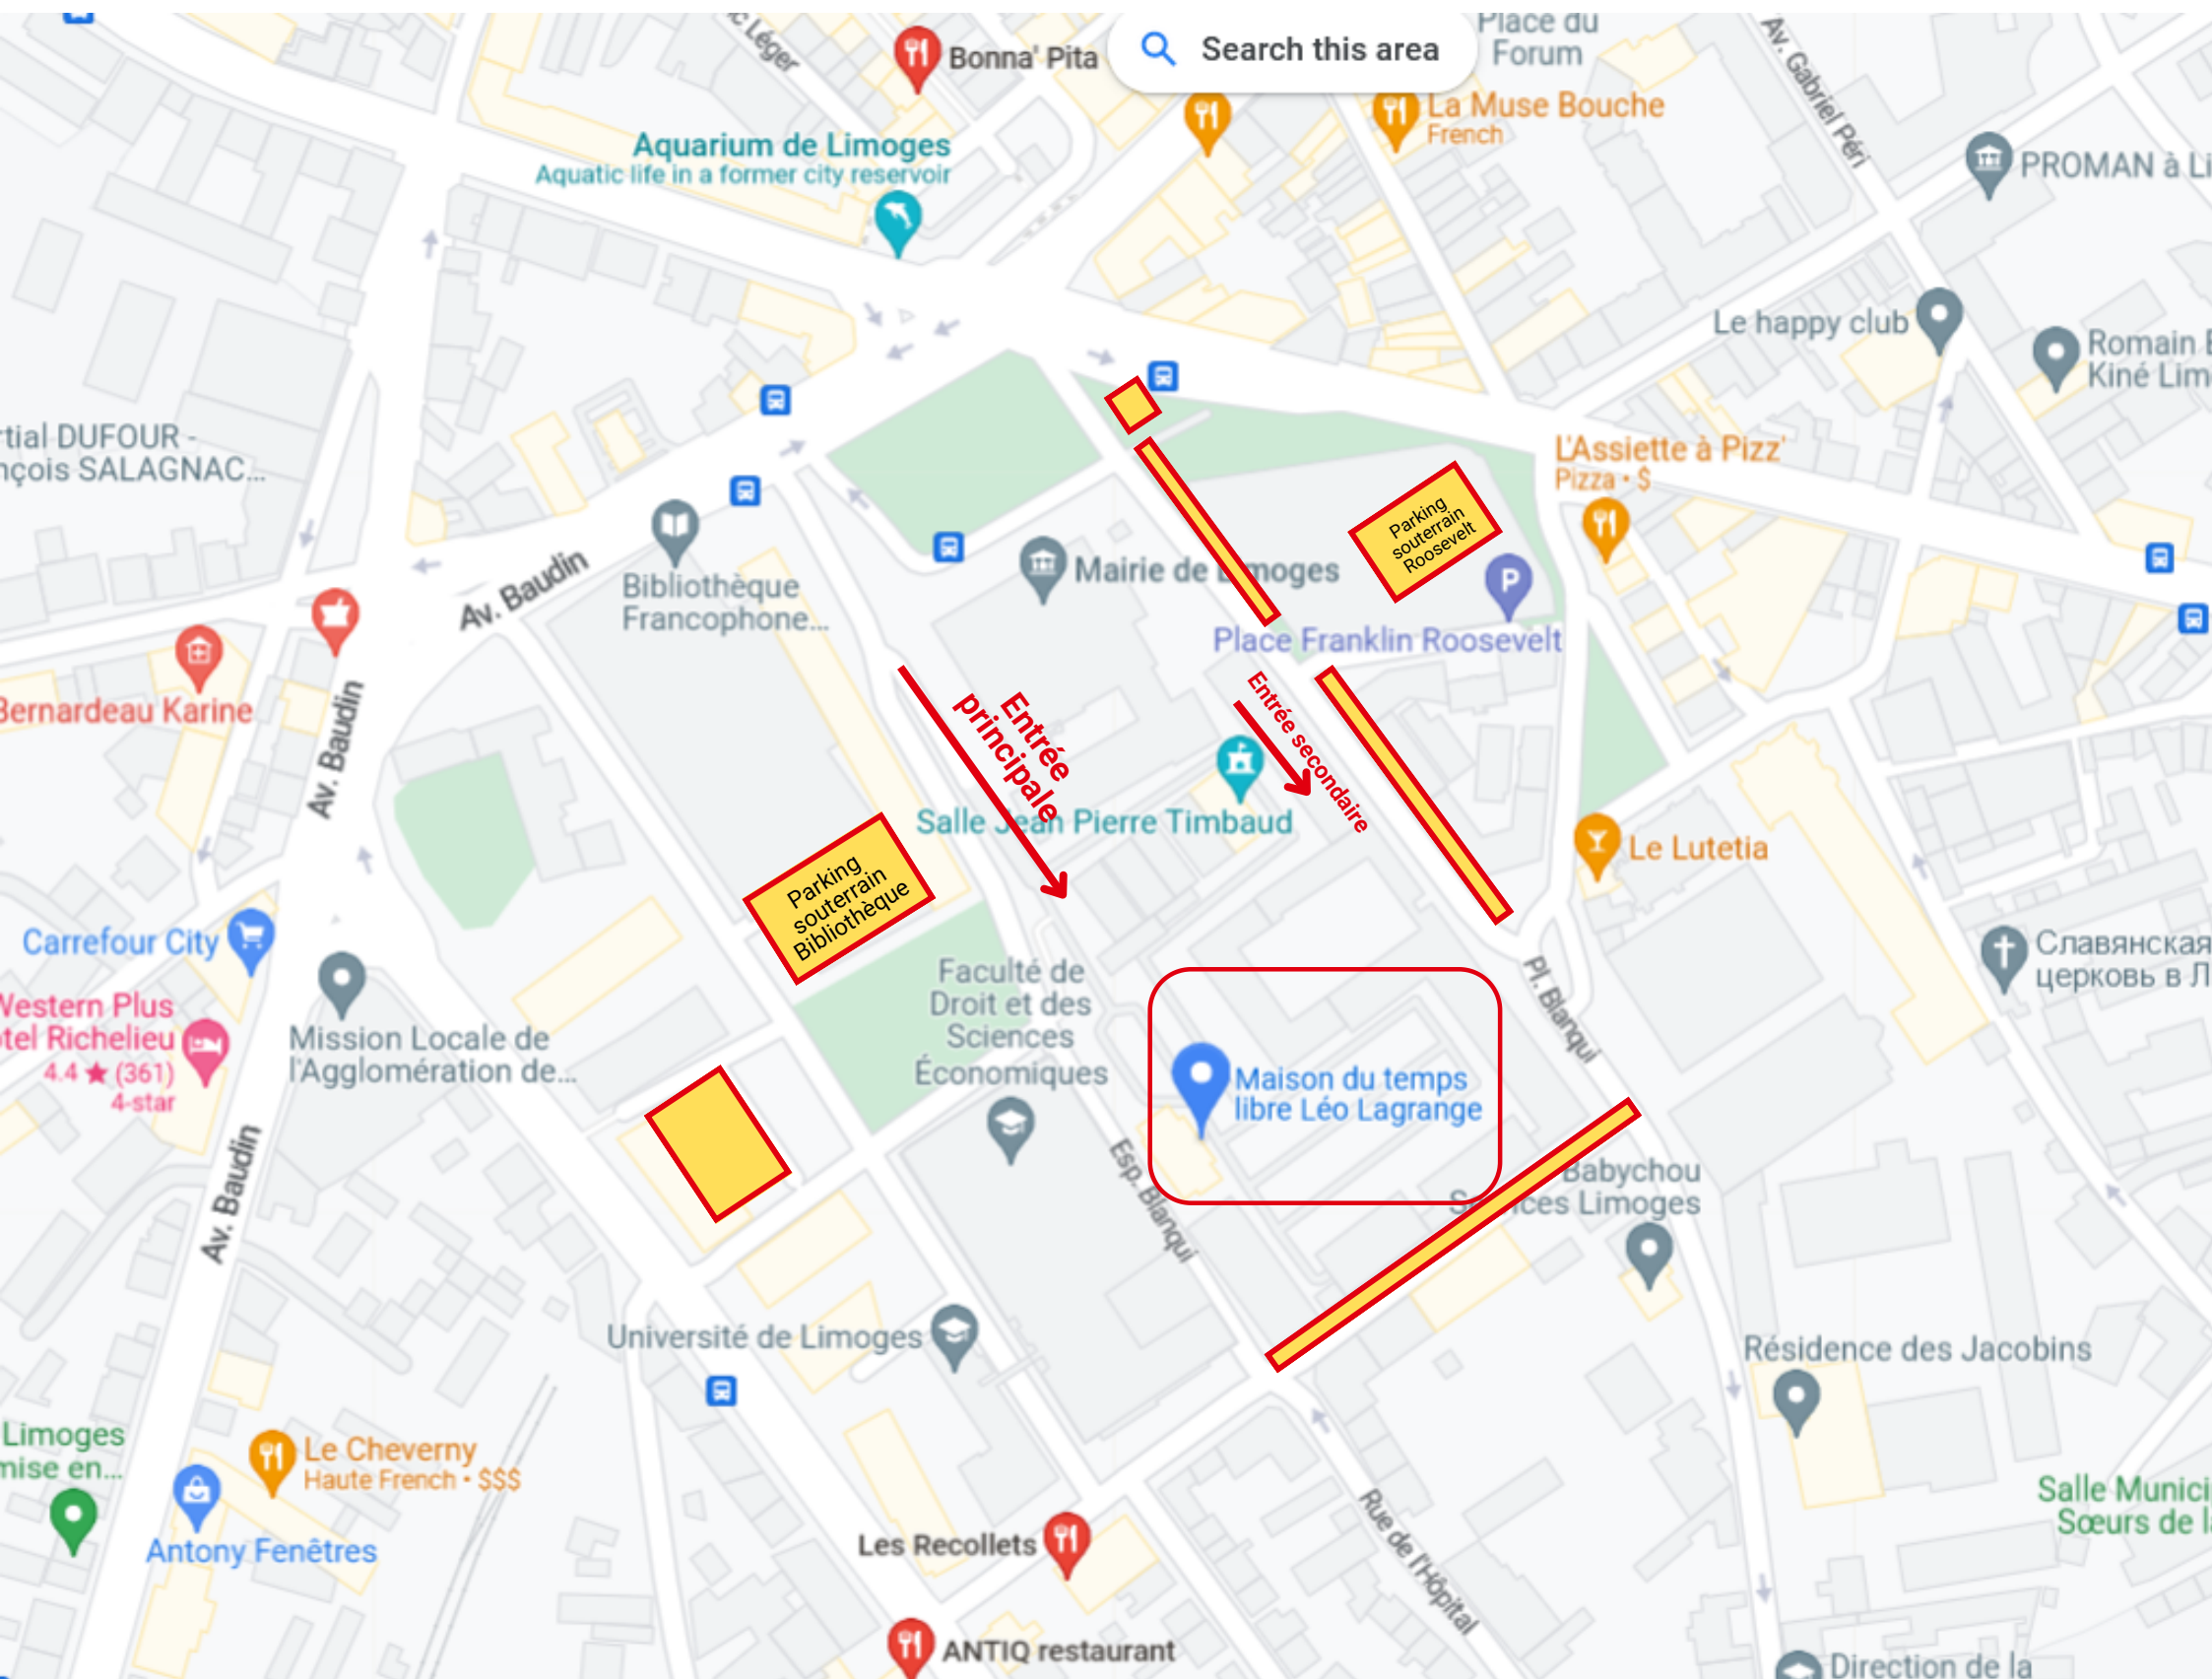 c Léger
Bonna' Pita
Search this area
Place du
Forum
Av. Gabriel Péri
La Muse Bouche
French
Aquarium de Limoges
Aquatic life in a former city reservoir
PROMAN à Li
Le happy club
Romain
Kiné Lim
rtial DUFOUR -
nçois SALAGNAC...
L'Assiette à Pizz'
Pizza • $
Parking
souterrain
Roosevelt
P
Mairie de Limoges
Bibliothèque
Francophone...
Av. Baudin
Place Franklin Roosevelt
Bernardeau Karine
Av. Baudin
Entrée
principale
Entrée secondaire
Salle Jean Pierre Timbaud
Le Lutetia
Parking
souterrain
Bibliothèque
Carrefour City
Славянская
церковь в Л
Faculté de
Droit et des
Sciences
Économiques
Pl. Blanqui
Western Plus
otel Richelieu
4.4 ★ (361)
4-star
Mission Locale de
l'Agglomération de...
Maison du temps
libre Léo Lagrange
Av. Baudin
Esp. Blanqui
Babychou
Limoges
Université de Limoges
Résidence des Jacobins
Limoges
mise en...
Le Cheverny
Haute French • $$$
Antony Fenêtres
Les Recollets
Rue de l'Hôpital
Salle Munici
Sœurs de l
ANTIQ restaurant
Direction de la